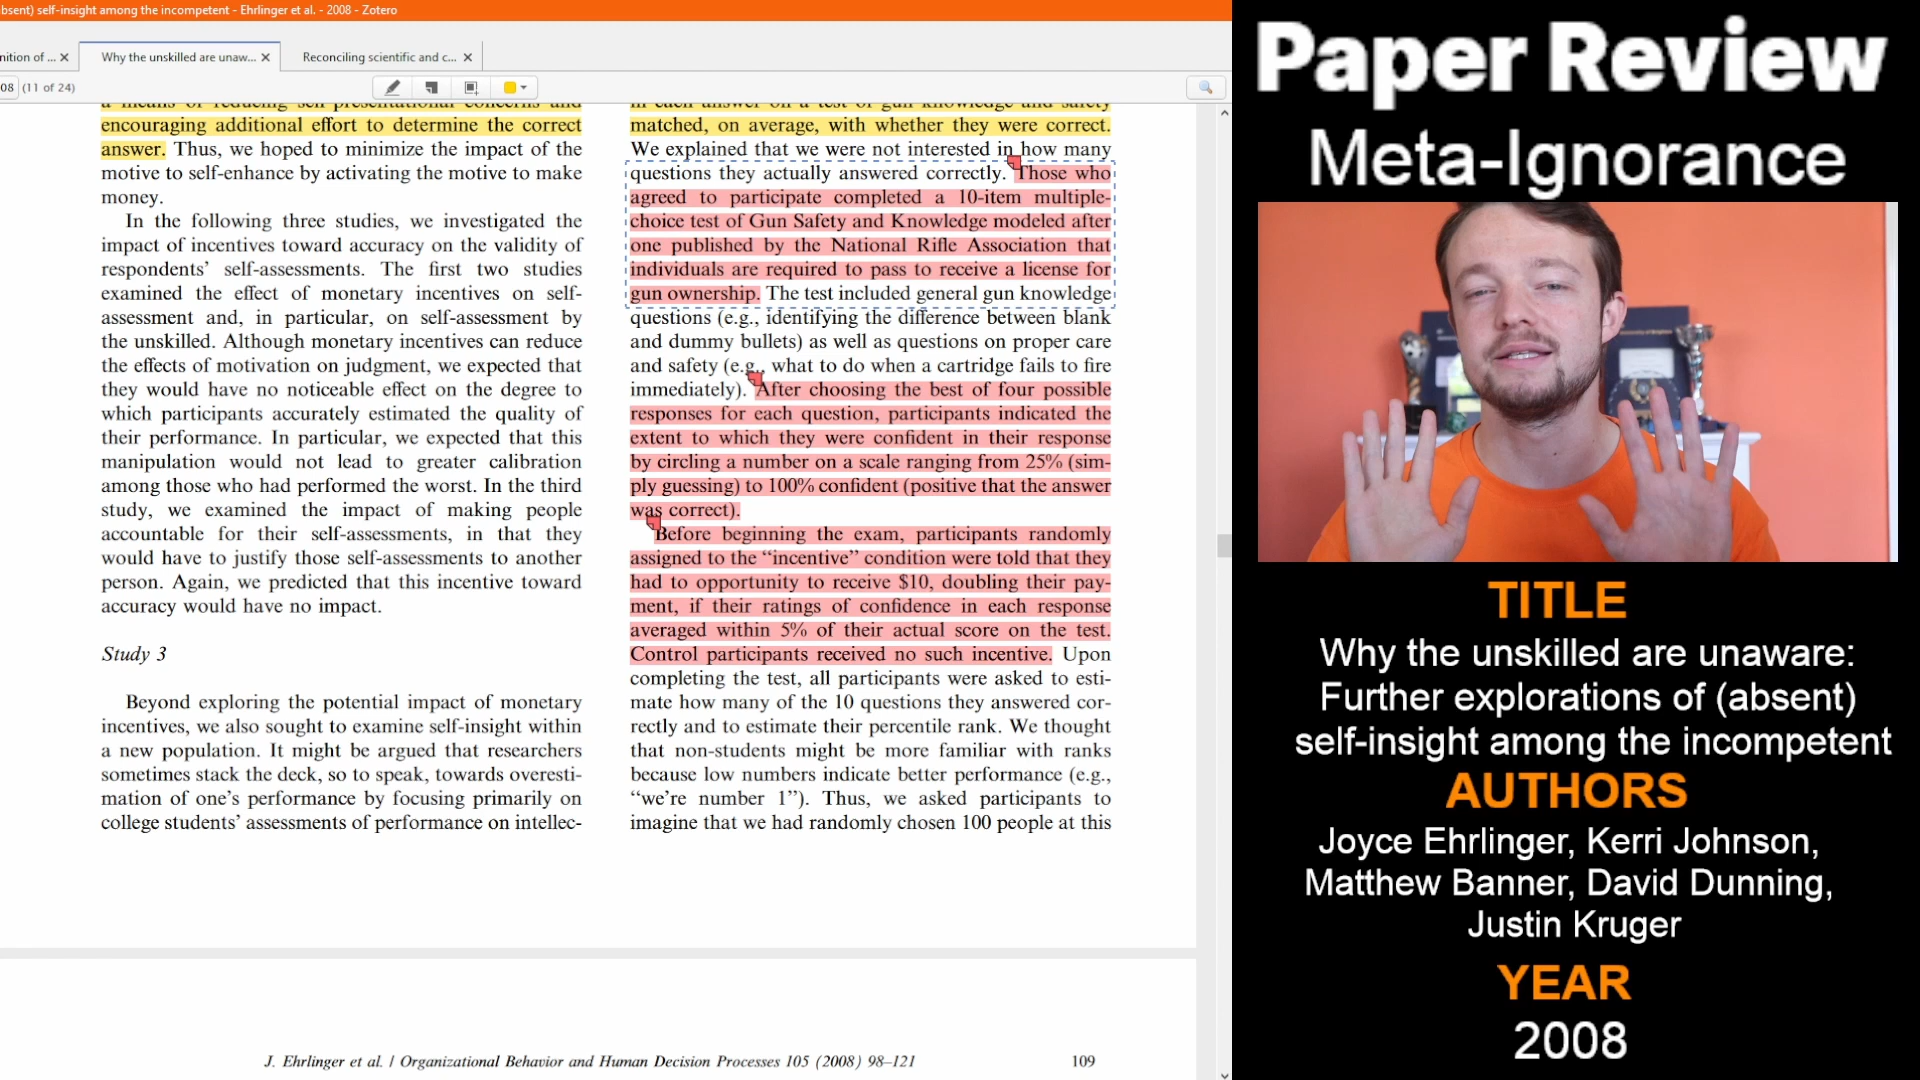 bsent) self-insight among the incompetent - Ehrlinger et al. - 2008 - Zotero
nition of ...
Why the unskilled are unaw...
Reconciling scientific and c...
08 (11 of 24)
a means of reducing self-presentational concerns and
encouraging additional effort to determine the correct
answer. Thus, we hoped to minimize the impact of the
motive to self-enhance by activating the motive to make
money.
In the following three studies, we investigated the
impact of incentives toward accuracy on the validity of
respondents’ self-assessments. The first two studies
examined the effect of monetary incentives on self-
assessment and, in particular, on self-assessment by
the unskilled. Although monetary incentives can reduce
the effects of motivation on judgment, we expected that
they would have no noticeable effect on the degree to
which participants accurately estimated the quality of
their performance. In particular, we expected that this
manipulation would not lead to greater calibration
among those who had performed the worst. In the third
study, we examined the impact of making people
accountable for their self-assessments, in that they
would have to justify those self-assessments to another
person. Again, we predicted that this incentive toward
accuracy would have no impact.
Study 3
Beyond exploring the potential impact of monetary
incentives, we also sought to examine self-insight within
a new population. It might be argued that researchers
sometimes stack the deck, so to speak, towards overesti-
mation of one’s performance by focusing primarily on
college students’ assessments of performance on intellec-
in each answer on a test of gun knowledge and safety
matched, on average, with whether they were correct.
We explained that we were not interested in how many
questions they actually answered correctly. Those who
agreed to participate completed a 10-item multiple-
choice test of Gun Safety and Knowledge modeled after
one published by the National Rifle Association that
individuals are required to pass to receive a license for
gun ownership. The test included general gun knowledge
questions (e.g., identifying the difference between blank
and dummy bullets) as well as questions on proper care
and safety (e.g., what to do when a cartridge fails to fire
immediately). After choosing the best of four possible
responses for each question, participants indicated the
extent to which they were confident in their response
by circling a number on a scale ranging from 25% (sim-
ply guessing) to 100% confident (positive that the answer
was correct).
Before beginning the exam, participants randomly
assigned to the “incentive” condition were told that they
had to opportunity to receive $10, doubling their pay-
ment, if their ratings of confidence in each response
averaged within 5% of their actual score on the test.
Control participants received no such incentive. Upon
completing the test, all participants were asked to esti-
mate how many of the 10 questions they answered cor-
rectly and to estimate their percentile rank. We thought
that non-students might be more familiar with ranks
because low numbers indicate better performance (e.g.,
“we’re number 1”). Thus, we asked participants to
imagine that we had randomly chosen 100 people at this
J. Ehrlinger et al. / Organizational Behavior and Human Decision Processes 105 (2008) 98–121
109
Paper Review
Meta-Ignorance
TITLE
Why the unskilled are unaware:
Further explorations of (absent)
self-insight among the incompetent
AUTHORS
Joyce Ehrlinger, Kerri Johnson,
Matthew Banner, David Dunning,
Justin Kruger
YEAR
2008